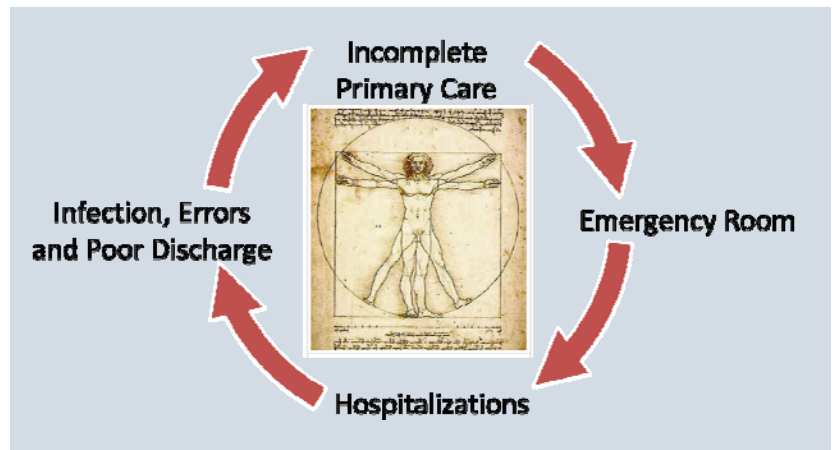 Incomplete
Primary Care
Emergency Room
Hospitalizations
Infection, Errors
and Poor Discharge